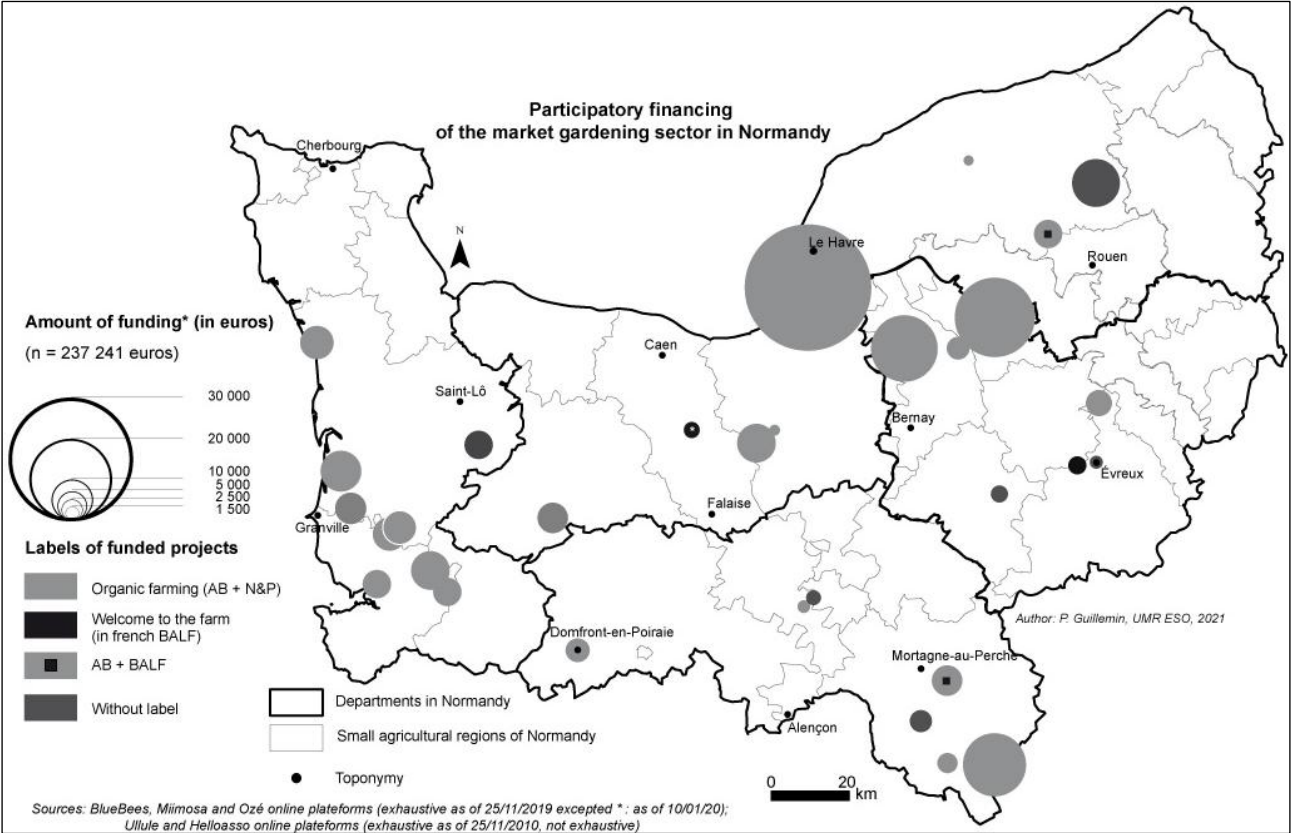 Participatory financing
of the market gardening sector in Normandy
Cherbourg
N
Le Havre
Rouen
Amount of funding* (in euros)
(n = 237 241 euros)
30 000
20 000
10 000
5 000
2 500
1 500
Caen
Saint-Lô
Bernay
Évreux
Falaise
Granville
Labels of funded projects
Organic farming (AB + N&P)
Welcome to the farm
(in french BALF)
AB + BALF
Without label
Author: P. Guillemin, UMR ESO, 2021
Domfront-en-Poiraie
Mortagne-au-Perche
Alençon
Departments in Normandy
Small agricultural regions of Normandy
Toponymy
0 20
km
Sources: BlueBees, Miimosa and Ozé online plateforms (exhaustive as of 25/11/2019 excepted * : as of 10/01/20);
Ullule and Helloasso online plateforms (exhaustive as of 25/11/2010, not exhaustive)